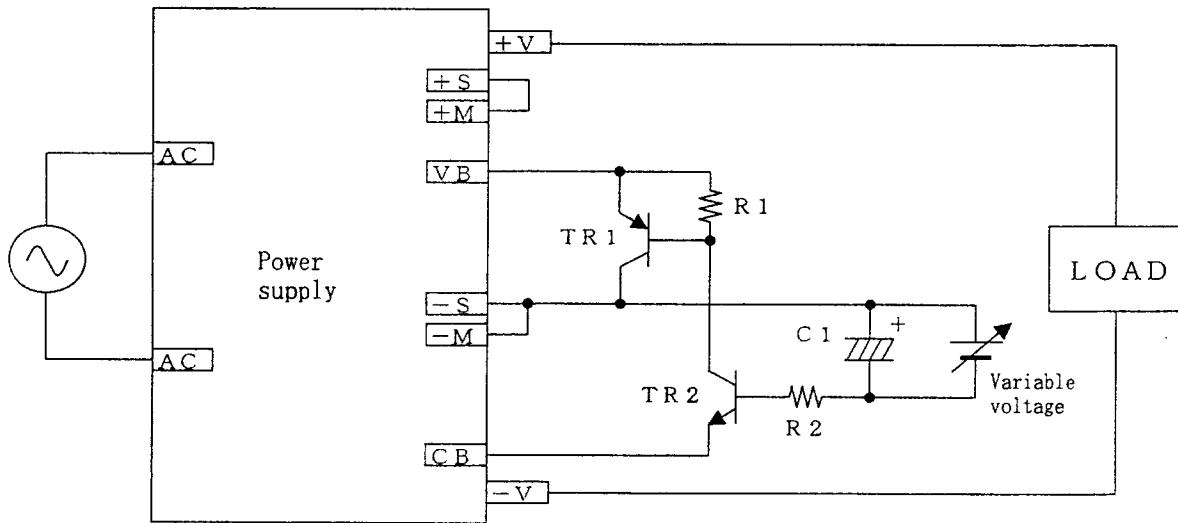 +V
+S
+M
AC
VB
R1
TR1
Power
supply
LOAD
-S
-M
C1
+
AC
TR2
R2
Variable
voltage
CB
-V